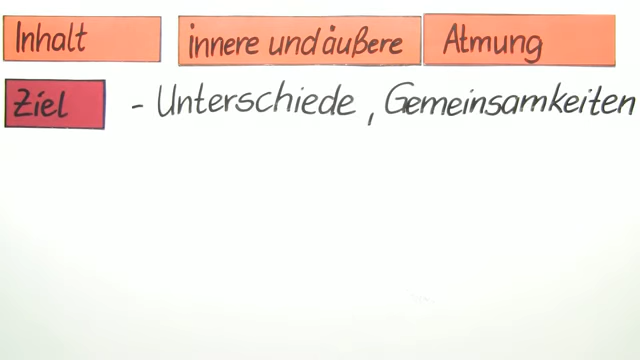 Inhalt innere und äußere Atmung
Ziel - Unterschiede, Gemeinsamkeiten